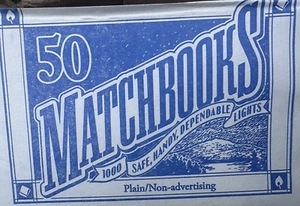 50
MATCHBOOKS
1000 SAFE, HANDY, DEPENDABLE LIGHTS
Plain/Non-advertising